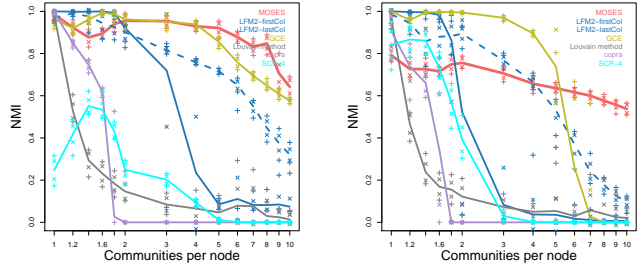 MOSES
LFM2−firstCol
LFM2−lastCol
GCE
Louvain method
copra
SCP−4
NMI
1.0
0.8
0.6
0.4
0.2
0.0
1 1.2 1.6 2 3 4 5 6 7 8 9 10
Communities per node
MOSES
LFM2−firstCol
LFM2−lastCol
GCE
Louvain method
copra
SCP−4
NMI
1.0
0.8
0.6
0.4
0.2
0.0
1 1.2 1.6 2 3 4 5 6 7 8 9 10
Communities per node